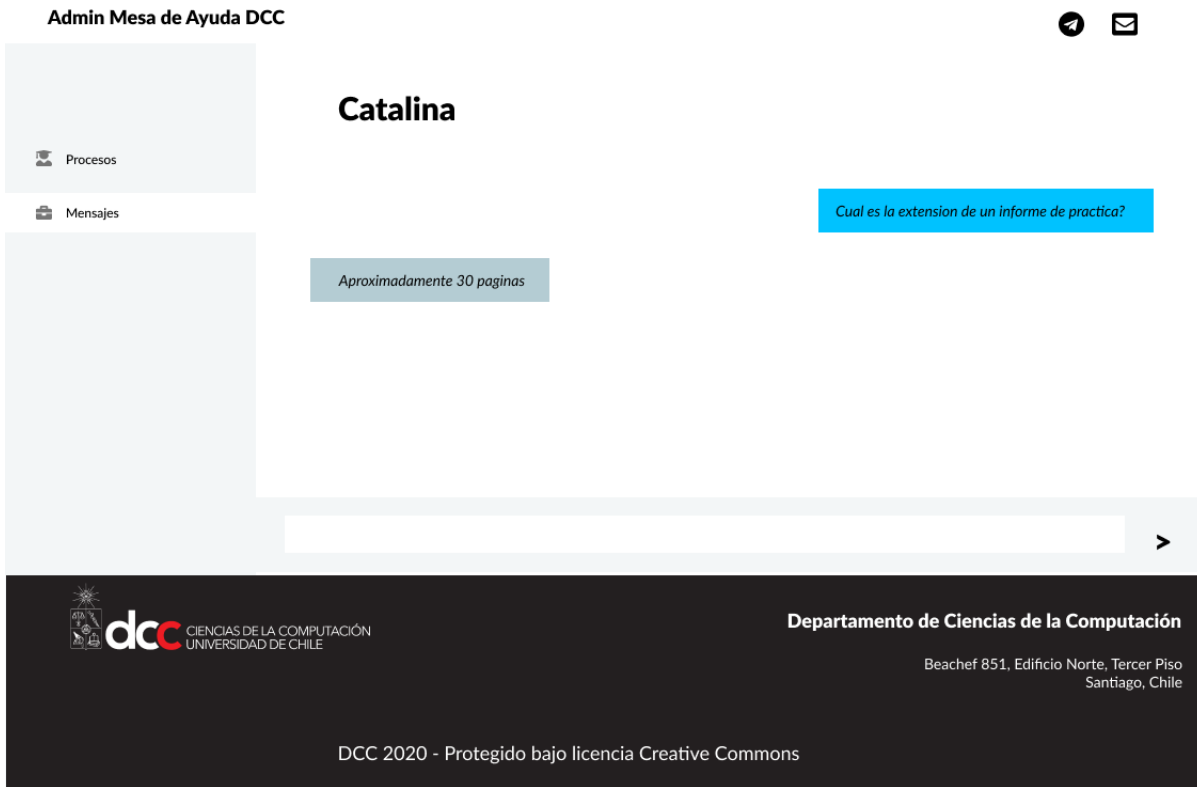 Admin Mesa de Ayuda DCC
Catalina
Procesos
Mensajes
Cual es la extension de un informe de practica?
Aproximadamente 30 paginas
>
dcc CIENCIAS DE LA COMPUTACIÓN
UNIVERSIDAD DE CHILE
Departamento de Ciencias de la Computación
Beachef 851, Edificio Norte, Tercer Piso
Santiago, Chile
DCC 2020 - Protegido bajo licencia Creative Commons